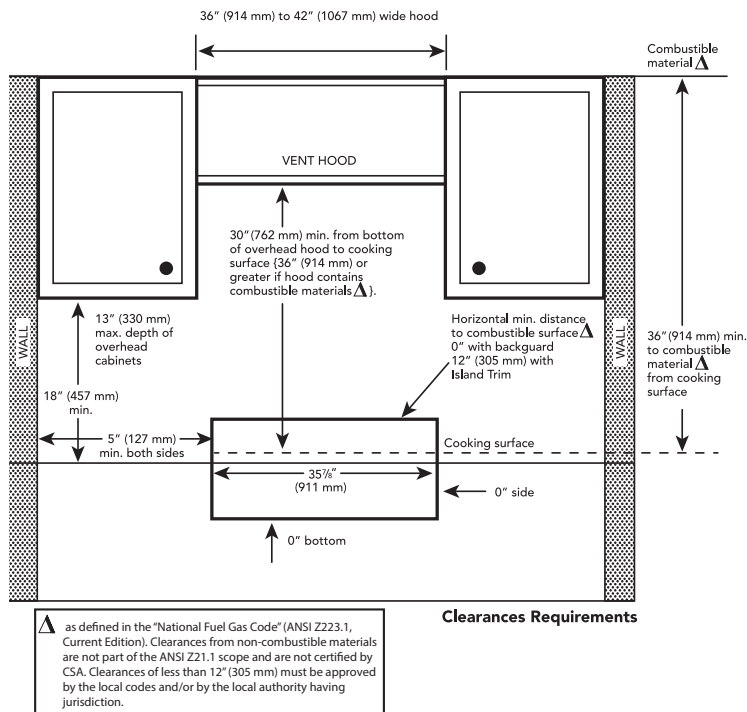 36" (914 mm) to 42" (1067 mm) wide hood
Combustible
material Δ
VENT HOOD
30" (762 mm) min. from bottom
of overhead hood to cooking
surface {36" (914 mm) or
greater if hood contains
combustible materials Δ }.
13" (330 mm)
max. depth of
overhead
cabinets
Horizontal min. distance
to combustible surface Δ
0" with backguard
12" (305 mm) with
Island Trim
WALL
WALL
36" (914 mm) min.
to combustible
material Δ
from cooking
surface
18" (457 mm)
min.
5" (127 mm)
min. both sides
Cooking surface
35⅞"
(911 mm)
0" side
0" bottom
Clearances Requirements
Δ as defined in the "National Fuel Gas Code" (ANSI Z223.1,
Current Edition). Clearances from non-combustible materials
are not part of the ANSI Z21.1 scope and are not certified by
CSA. Clearances of less than 12" (305 mm) must be approved
by the local codes and/or by the local authority having
jurisdiction.